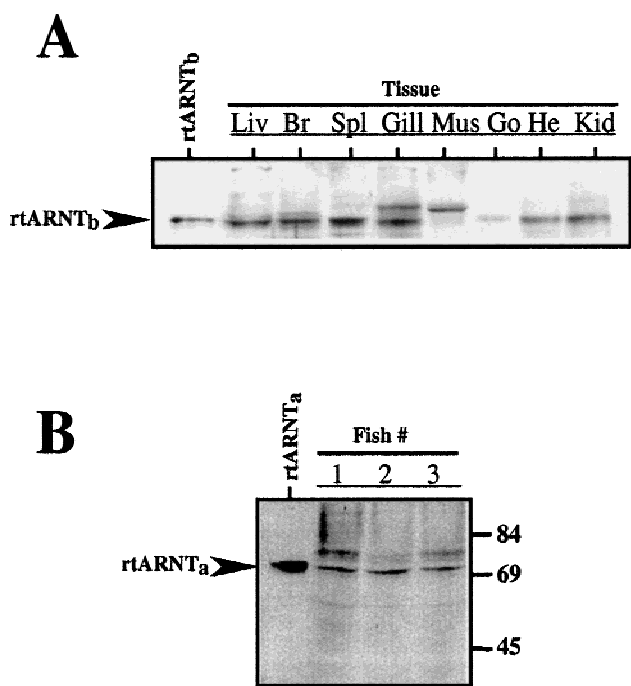 A
rtARNTb
Tissue
Liv Br Spl Gill Mus Go He Kid
rtARNTb
B
rtARNTa
Fish #
1 2 3
84
rtARNTa
69
45